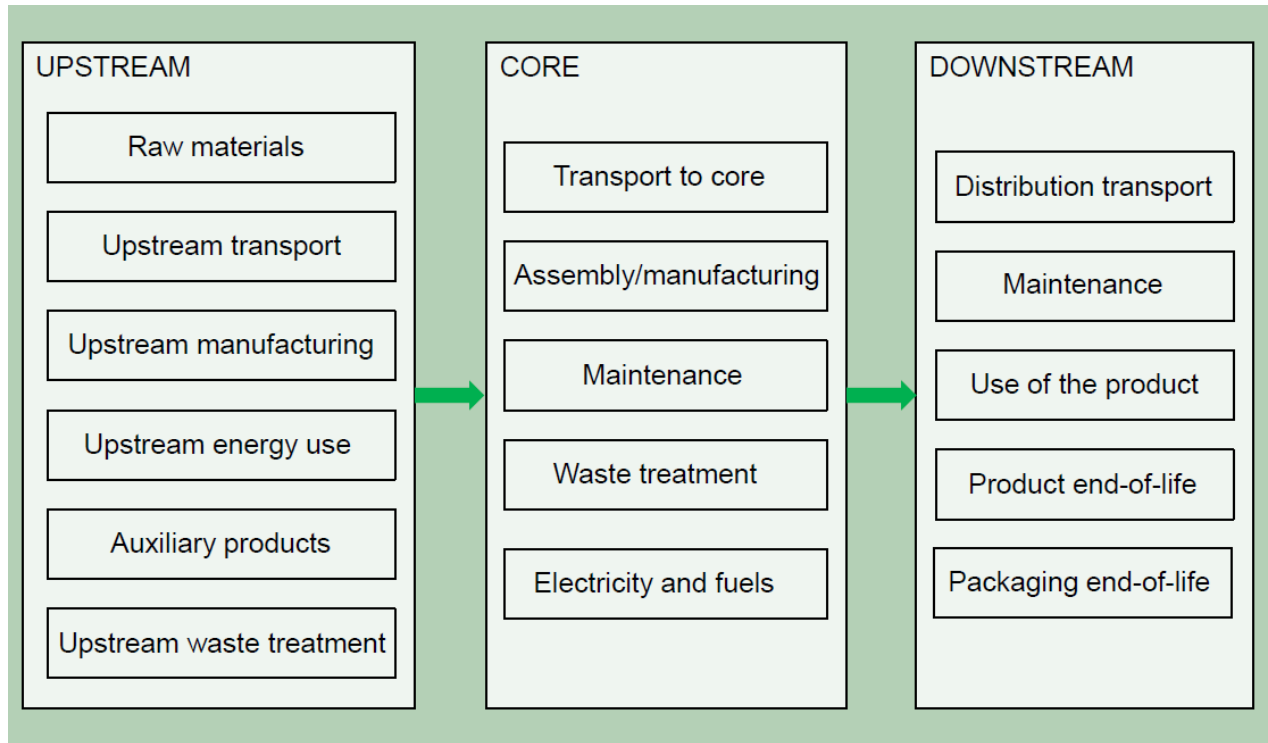 UPSTREAM
Raw materials
Upstream transport
Upstream manufacturing
Upstream energy use
Auxiliary products
Upstream waste treatment
CORE
Transport to core
Assembly/manufacturing
Maintenance
Waste treatment
Electricity and fuels
DOWNSTREAM
Distribution transport
Maintenance
Use of the product
Product end-of-life
Packaging end-of-life